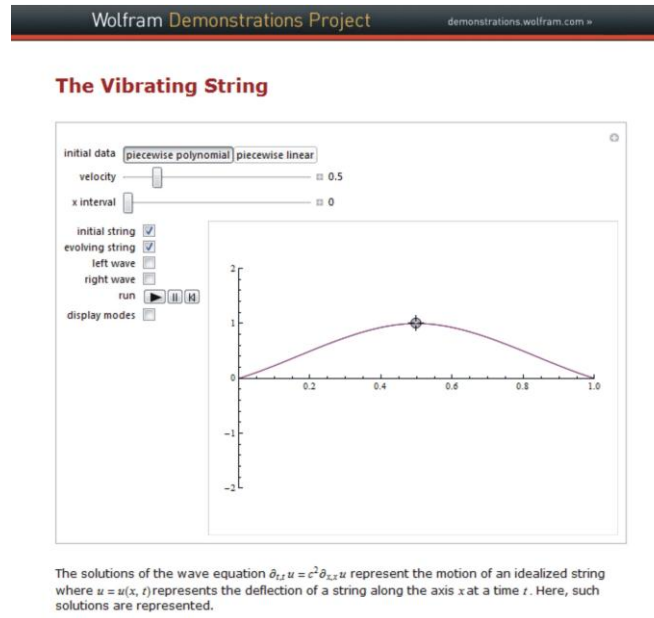 Wolfram Demonstrations Project demonstrations.wolfram.com »
The Vibrating String
initial data piecewise polynomial piecewise linear
velocity 0.5
x interval 0
initial string
evolving string
left wave
right wave
run
display modes
2
1
0
-1
-2
0.2 0.4 0.6 0.8 1.0
The solutions of the wave equation ∂t,t u = c²∂x,x u represent the motion of an idealized string
where u = u(x, t) represents the deflection of a string along the axis x at a time t. Here, such
solutions are represented.